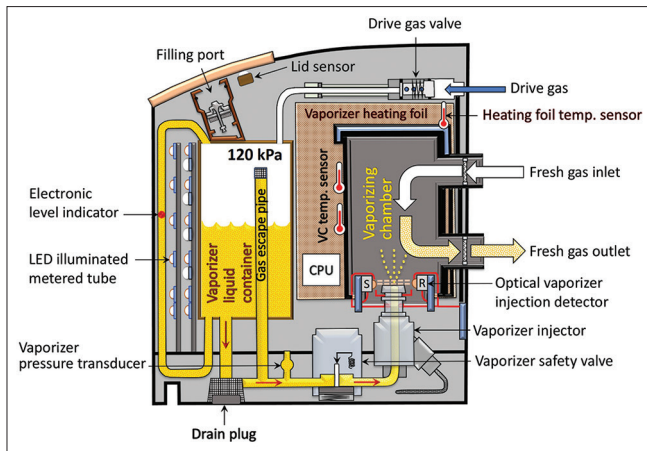 Drive gas valve
Filling port
Lid sensor
Drive gas
Vaporizer heating foil
Heating foil temp. sensor
120 kPa
Fresh gas inlet
VC temp. sensor
Vaporizing
chamber
Gas escape pipe
Electronic
level indicator
Fresh gas outlet
LED illuminated
metered tube
Vaporizer
liquid
container
CPU
S
R
Optical vaporizer
injection detector
Vaporizer injector
Vaporizer
pressure transducer
Vaporizer safety valve
Drain plug